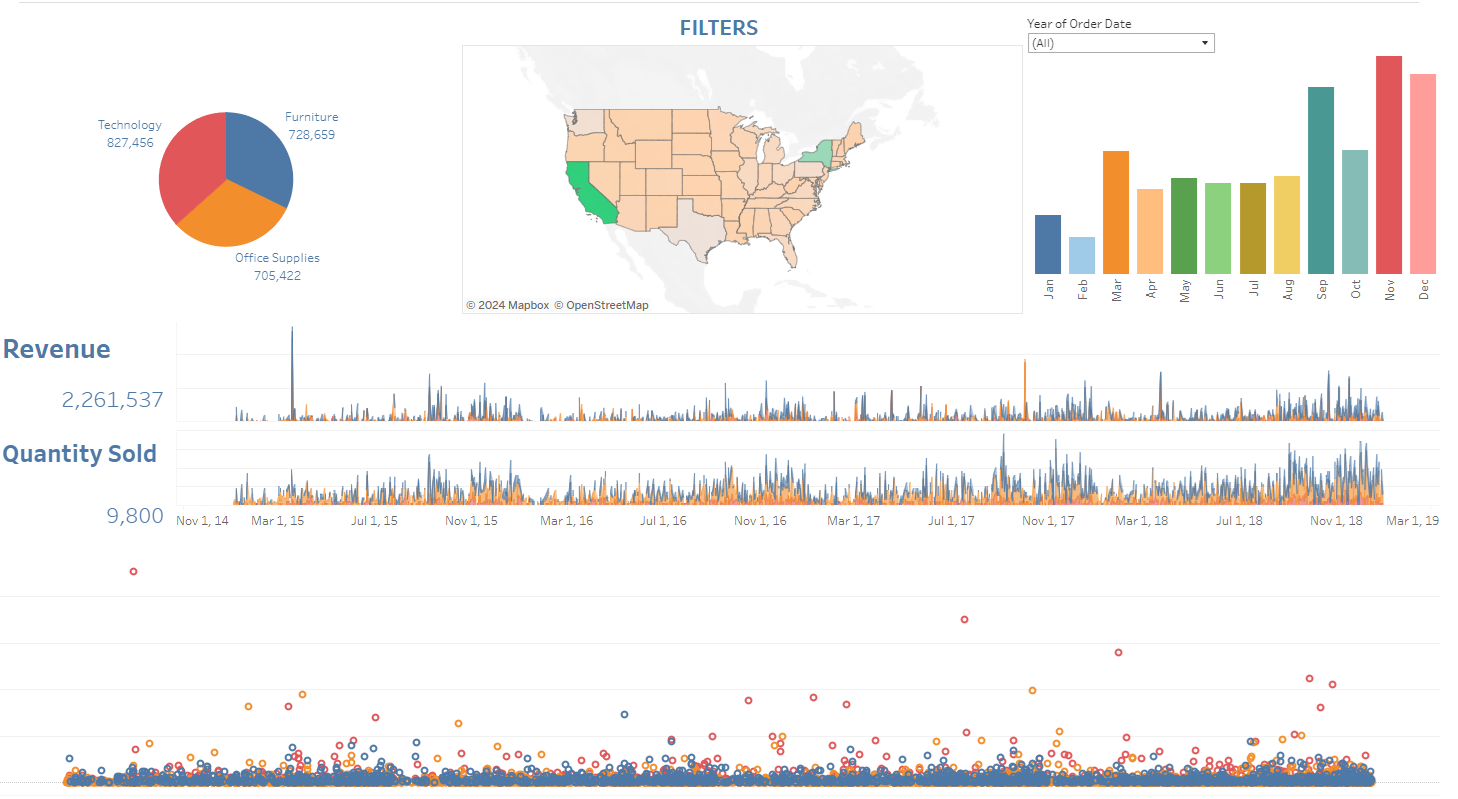 FILTERS
Year of Order Date
(All)
Technology
827,456
Furniture
728,659
Office Supplies
705,422
© 2024 Mapbox © OpenStreetMap
Jan
Feb
Mar
Apr
May
Jun
Jul
Aug
Sep
Oct
Nov
Dec
Revenue
2,261,537
Quantity Sold
9,800
Nov 1, 14 Mar 1, 15 Jul 1, 15 Nov 1, 15 Mar 1, 16 Jul 1, 16 Nov 1, 16 Mar 1, 17 Jul 1, 17 Nov 1, 17 Mar 1, 18 Jul 1, 18 Nov 1, 18 Mar 1, 19